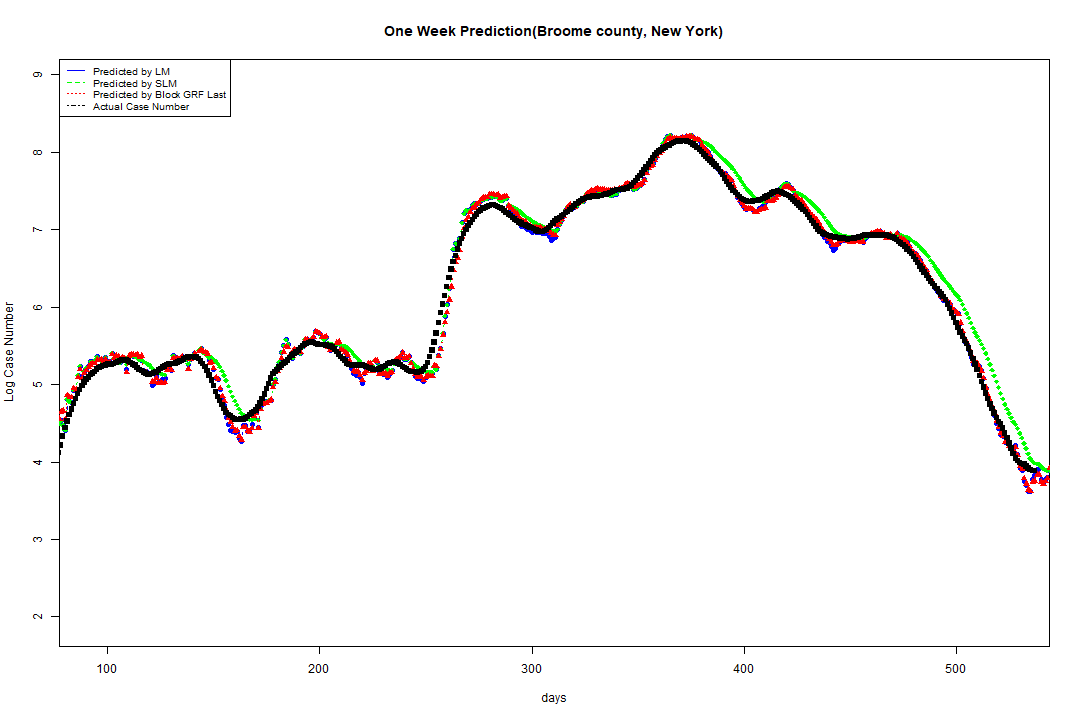 One Week Prediction(Broome county, New York)
Predicted by LM
Predicted by SLM
Predicted by Block GRF Last
Actual Case Number
9
8
7
6
5
4
3
2
Log Case Number
100 200 300 400 500
days